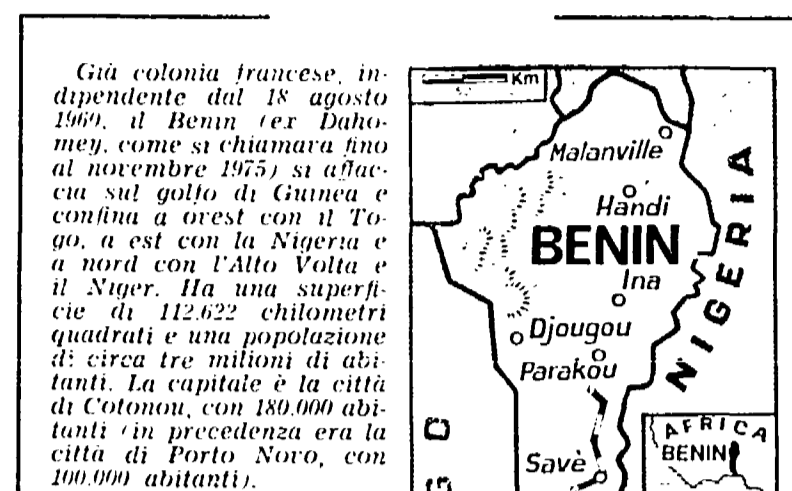 Già colonia francese, in-
dipendente dal 18 agosto
1960, il Benin (ex Daho-
mey, come si chiamava fino
al novembre 1975) si affac-
cia sul golfo di Guinea e
confina a ovest con il To-
go, a est con la Nigeria e
a nord con l'Alto Volta e
il Niger. Ha una superfi-
cie di 112.622 chilometri
quadrati e una popolazione
di circa tre milioni di abi-
tanti. La capitale è la città
di Cotonou, con 180.000 abi-
tanti (in precedenza era la
città di Porto Novo, con
100.000 abitanti).
Km
Malanville
Handi
BENIN
Ina
Djougou
Parakou
Savè
NIGERIA
AFRICA
BENIN